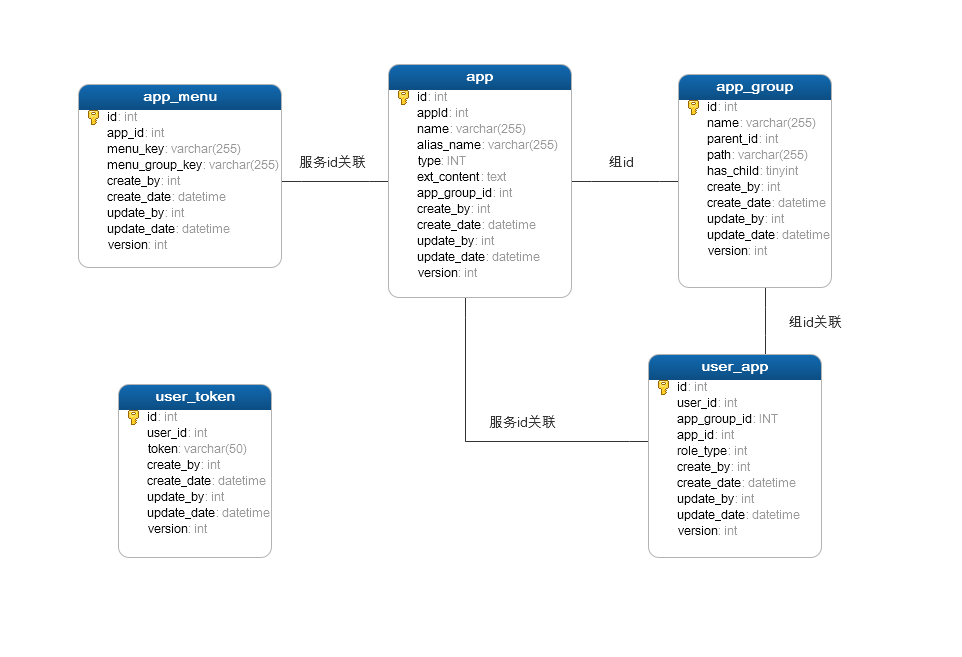 app_menu
id: int
app_id: int
menu_key: varchar(255)
menu_group_key: varchar(255)
create_by: int
create_date: datetime
update_by: int
update_date: datetime
version: int
服务id关联
app
id: int
appId: int
name: varchar(255)
alias_name: varchar(255)
type: INT
ext_content: text
app_group_id: int
create_by: int
create_date: datetime
update_by: int
update_date: datetime
version: int
组id
app_group
id: int
name: varchar(255)
parent_id: int
path: varchar(255)
has_child: tinyint
create_by: int
create_date: datetime
update_by: int
update_date: datetime
version: int
组id关联
user_token
id: int
user_id: int
token: varchar(50)
create_by: int
create_date: datetime
update_by: int
update_date: datetime
version: int
服务id关联
user_app
id: int
user_id: int
app_group_id: INT
app_id: int
role_type: int
create_by: int
create_date: datetime
update_by: int
update_date: datetime
version: int